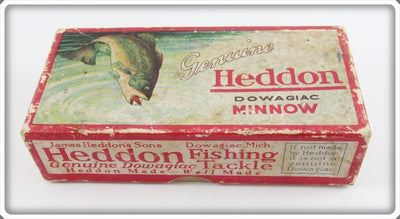 Genuine
Heddon
DOWAGIAC
MINNOW
James Heddon's Sons Dowagiac, Mich.
Heddon Fishing
Genuine Dowagiac Tackle
Heddon Made—Well Made
If not made
by Heddon
it is not a
genuine
Dowagiac